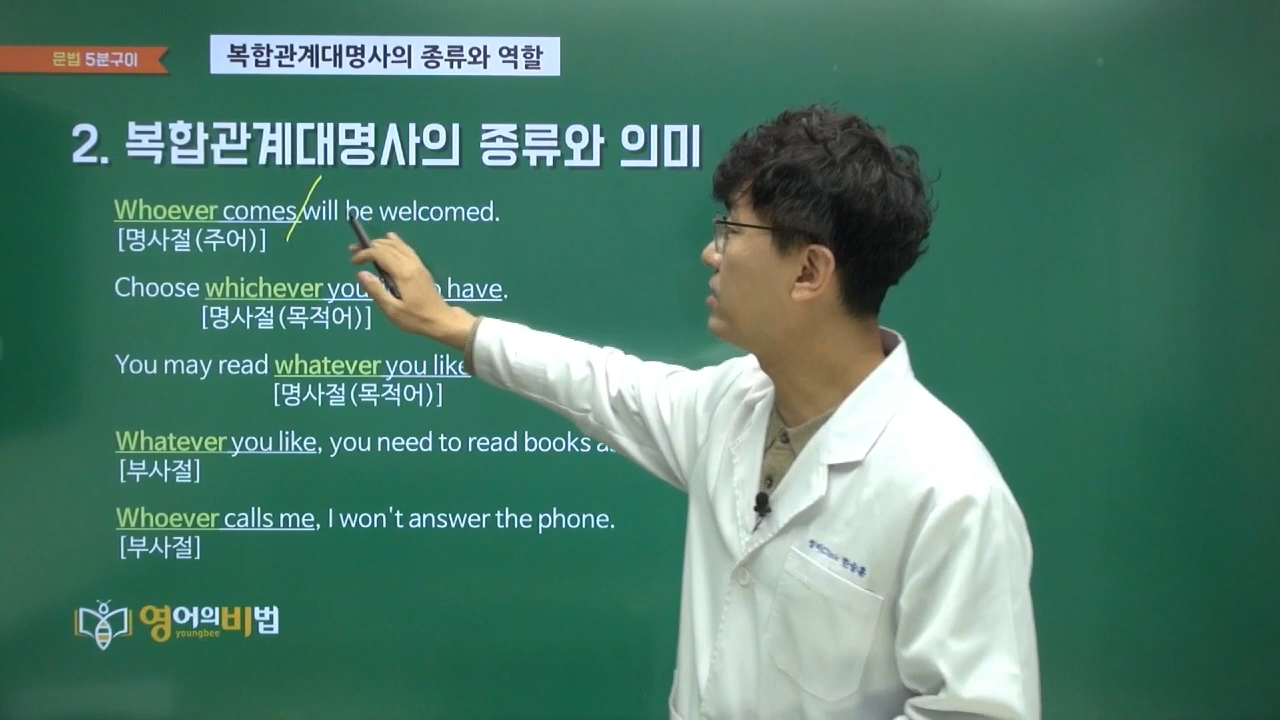 문법 5분구이
복합관계대명사의 종류와 역할
2. 복합관계대명사의 종류와 의미
Whoever comes will be welcomed.
[명사절(주어)]
Choose whichever you have.
[명사절(목적어)]
You may read whatever you like
[명사절(목적어)]
Whatever you like, you need to read books
[부사절]
Whoever calls me, I won't answer the phone.
[부사절]
영어의비법
youngbee